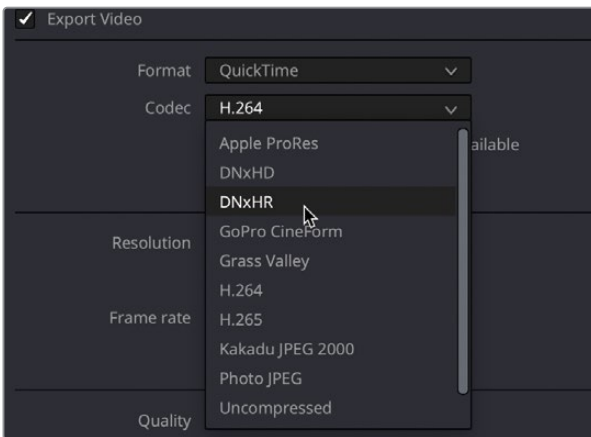 Export Video
Format QuickTime
Codec H.264
Apple ProRes
ailable
DNxHD
DNxHR
GoPro CineForm
Resolution
Grass Valley
H.264
Frame rate
H.265
Kakadu JPEG 2000
Photo JPEG
Uncompressed
Quality